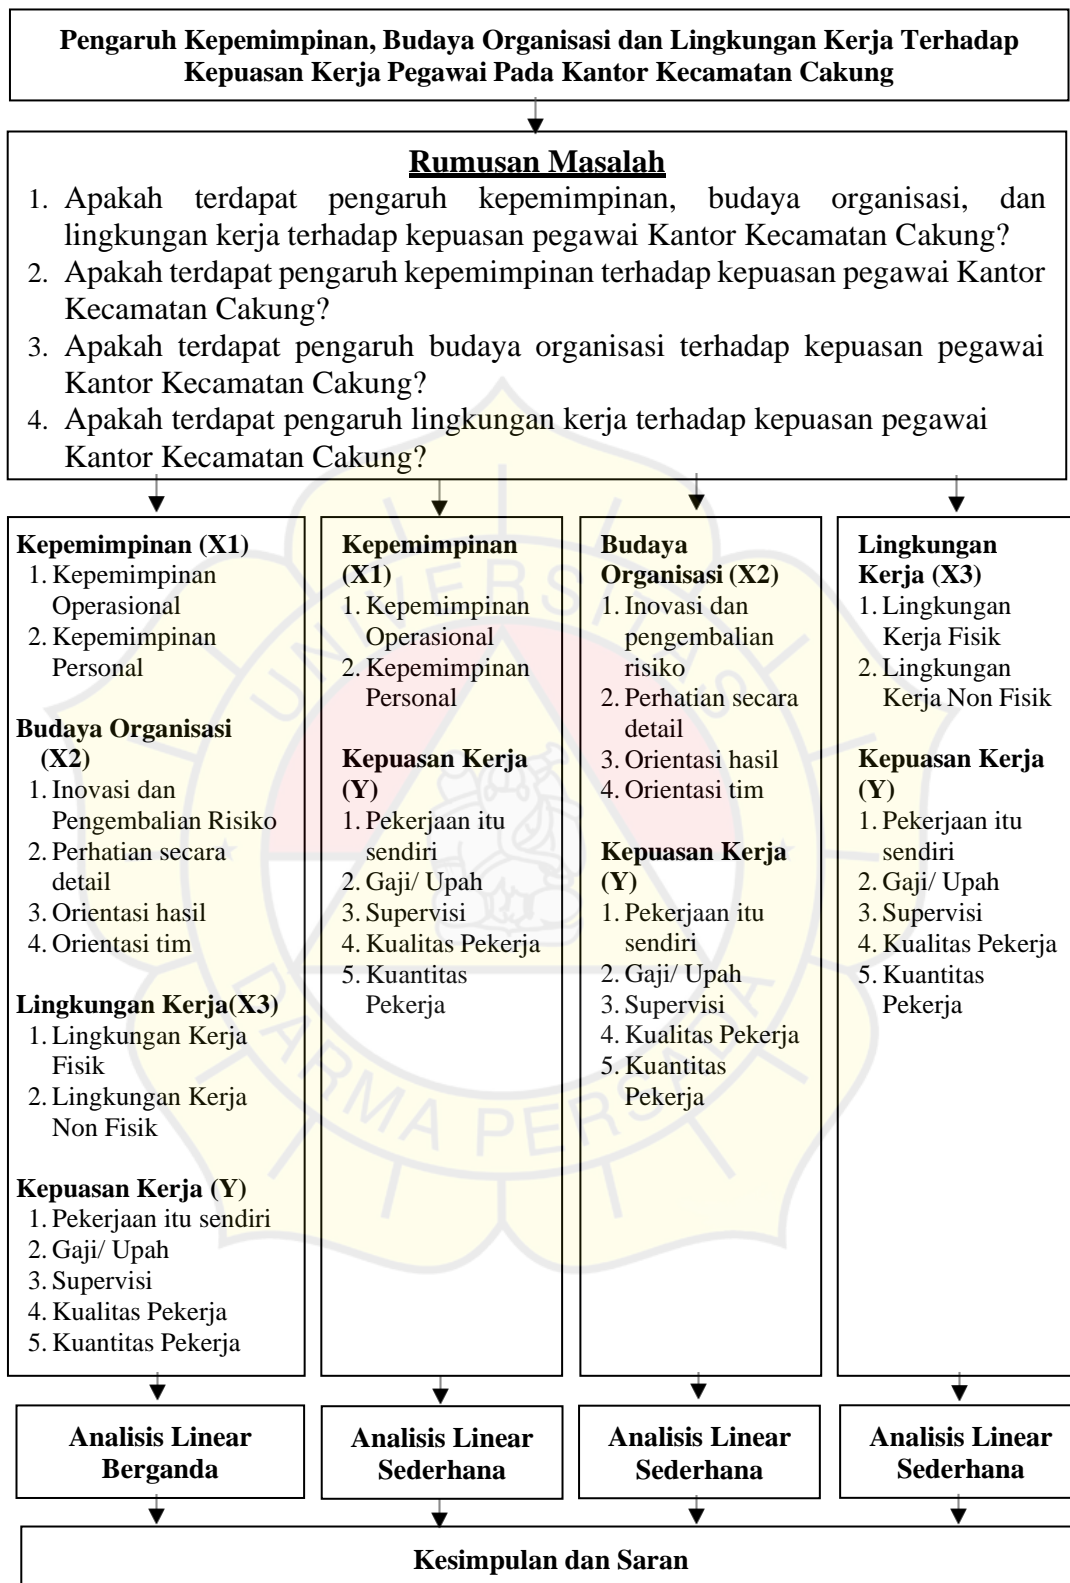 Pengaruh Kepemimpinan, Budaya Organisasi dan Lingkungan Kerja Terhadap
Kepuasan Kerja Pegawai Pada Kantor Kecamatan Cakung
Rumusan Masalah
1. Apakah terdapat pengaruh kepemimpinan, budaya organisasi, dan
lingkungan kerja terhadap kepuasan pegawai Kantor Kecamatan Cakung?
2. Apakah terdapat pengaruh kepemimpinan terhadap kepuasan pegawai Kantor
Kecamatan Cakung?
3. Apakah terdapat pengaruh budaya organisasi terhadap kepuasan pegawai
Kantor Kecamatan Cakung?
4. Apakah terdapat pengaruh lingkungan kerja terhadap kepuasan pegawai
Kantor Kecamatan Cakung?
Kepemimpinan (X1)
1. Kepemimpinan
Operasional
2. Kepemimpinan
Personal
Budaya Organisasi
(X2)
1. Inovasi dan
Pengembalian Risiko
2. Perhatian secara
detail
3. Orientasi hasil
4. Orientasi tim
Lingkungan Kerja(X3)
1. Lingkungan Kerja
Fisik
2. Lingkungan Kerja
Non Fisik
Kepuasan Kerja (Y)
1. Pekerjaan itu sendiri
2. Gaji/ Upah
3. Supervisi
4. Kualitas Pekerja
5. Kuantitas Pekerja
Kepemimpinan
(X1)
1. Kepemimpinan
Operasional
2. Kepemimpinan
Personal
Kepuasan Kerja
(Y)
1. Pekerjaan itu
sendiri
2. Gaji/ Upah
3. Supervisi
4. Kualitas Pekerja
5. Kuantitas
Pekerja
Budaya
Organisasi (X2)
1. Inovasi dan
pengembalian
risiko
2. Perhatian secara
detail
3. Orientasi hasil
4. Orientasi tim
Kepuasan Kerja
(Y)
1. Pekerjaan itu
sendiri
2. Gaji/ Upah
3. Supervisi
4. Kualitas Pekerja
5. Kuantitas
Pekerja
Lingkungan
Kerja (X3)
1. Lingkungan
Kerja Fisik
2. Lingkungan
Kerja Non Fisik
Kepuasan Kerja
(Y)
1. Pekerjaan itu
sendiri
2. Gaji/ Upah
3. Supervisi
4. Kualitas Pekerja
5. Kuantitas
Pekerja
Analisis Linear
Berganda
Analisis Linear
Sederhana
Analisis Linear
Sederhana
Analisis Linear
Sederhana
Kesimpulan dan Saran
UNIVERSITAS
DARMA PERSADA